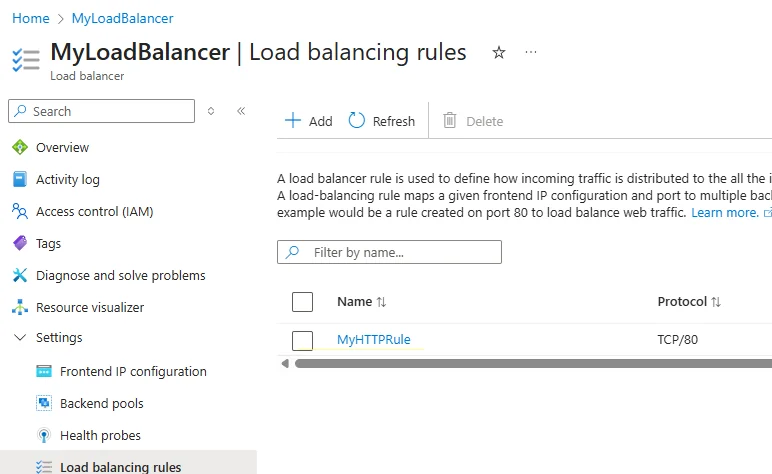 Home > MyLoadBalancer
MyLoadBalancer | Load balancing rules
Load balancer
Search
Add
Refresh
Delete
Overview
Activity log
Access control (IAM)
Tags
Diagnose and solve problems
Resource visualizer
Settings
Frontend IP configuration
Backend pools
Health probes
Load balancing rules
A load balancer rule is used to define how incoming traffic is distributed to the all the i
A load-balancing rule maps a given frontend IP configuration and port to multiple bac
example would be a rule created on port 80 to load balance web traffic. Learn more.
Filter by name...
Name Protocol
MyHTTPRule TCP/80